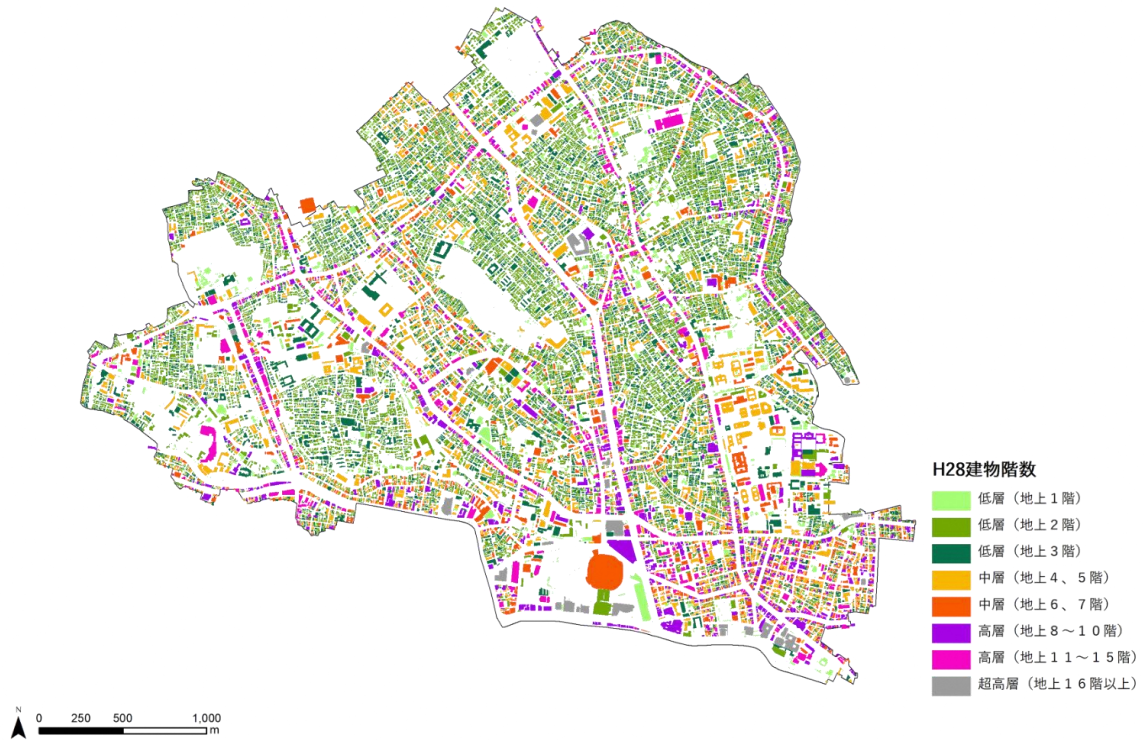 H28建物階数
低層（地上１階）
低層（地上２階）
低層（地上３階）
中層（地上４、５階）
中層（地上６、７階）
高層（地上８～１０階）
高層（地上１１～１５階）
超高層（地上１６階以上）
N
0 250 500 1,000
m